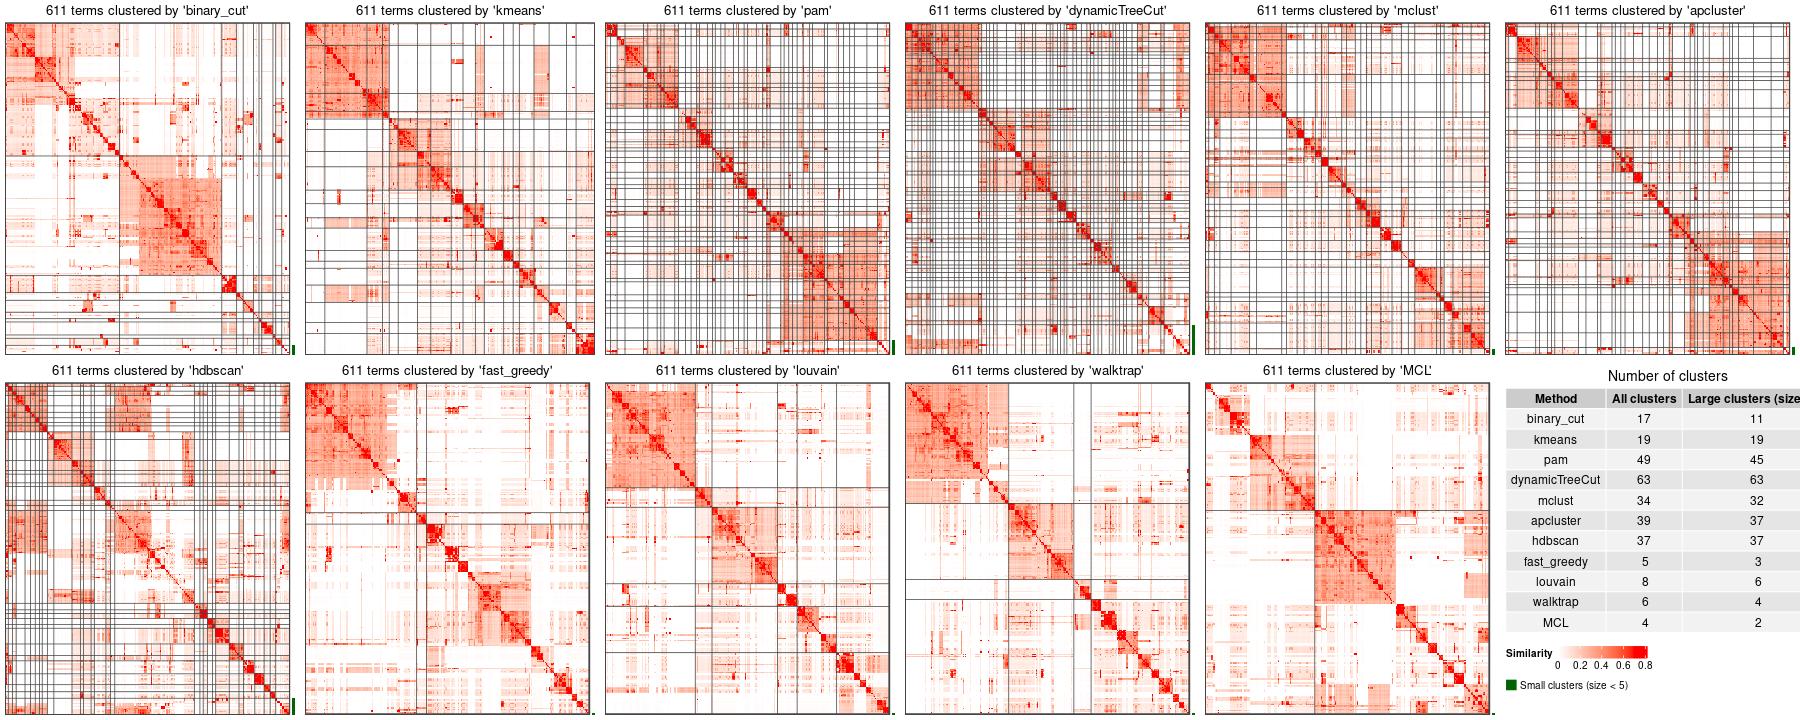 611 terms clustered by 'binary_cut'
611 terms clustered by 'kmeans'
611 terms clustered by 'pam'
611 terms clustered by 'dynamicTreeCut'
611 terms clustered by 'mclust'
611 terms clustered by 'apcluster'
611 terms clustered by 'hdbscan'
611 terms clustered by 'fast_greedy'
611 terms clustered by 'louvain'
611 terms clustered by 'walktrap'
611 terms clustered by 'MCL'
Number of clusters
Method All clusters Large clusters (size
binary_cut 17 11
kmeans 19 19
pam 49 45
dynamicTreeCut 63 63
mclust 34 32
apcluster 39 37
hdbscan 37 37
fast_greedy 5 3
louvain 8 6
walktrap 6 4
MCL 4 2
Similarity
0 0.2 0.4 0.6 0.8
Small clusters (size < 5)